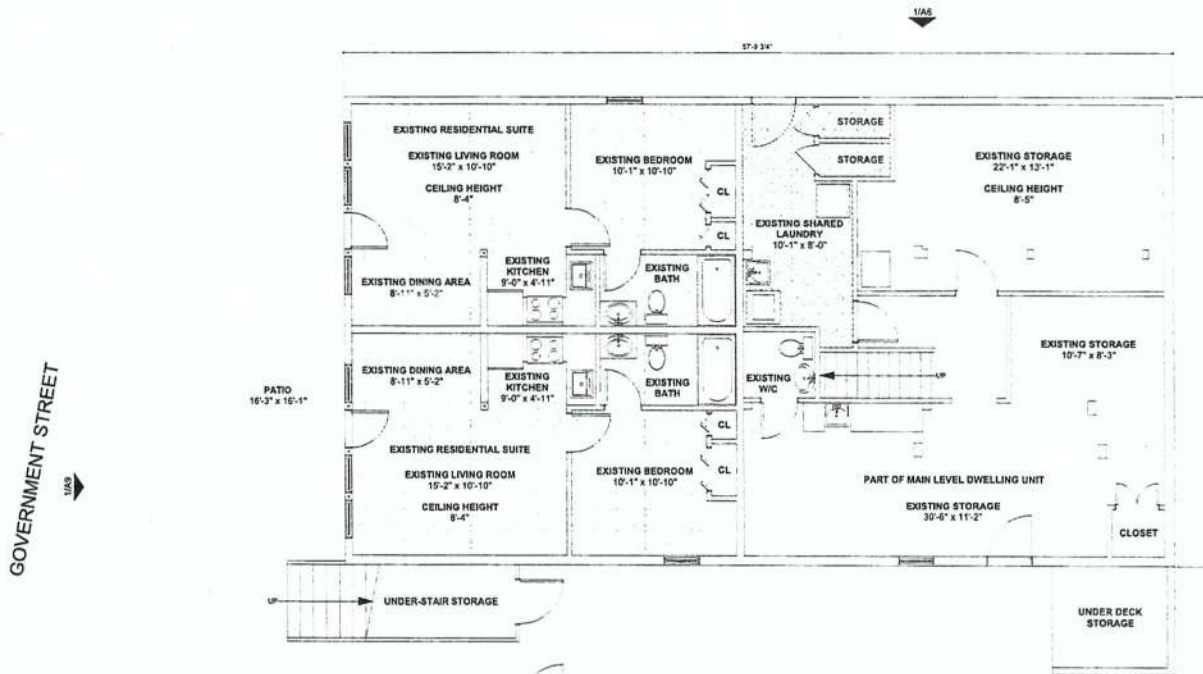 1/A6
57'-9 3/4"
EXISTING RESIDENTIAL SUITE
EXISTING LIVING ROOM
15'-2" x 10'-10"
CEILING HEIGHT
8'-4"
EXISTING BEDROOM
10'-1" x 10'-10"
CL
CL
STORAGE
STORAGE
EXISTING STORAGE
22'-1" x 13'-1"
CEILING HEIGHT
8'-5"
EXISTING SHARED
LAUNDRY
10'-1" x 8'-0"
EXISTING DINING AREA
8'-11" x 5'-2"
EXISTING
KITCHEN
9'-0" x 4'-11"
EXISTING
BATH
EXISTING DINING AREA
8'-11" x 5'-2"
EXISTING
KITCHEN
9'-0" x 4'-11"
EXISTING
BATH
EXISTING
W/C
UP
EXISTING STORAGE
10'-7" x 8'-3"
PATIO
16'-3" x 16'-1"
GOVERNMENT STREET
1/A9
EXISTING RESIDENTIAL SUITE
EXISTING LIVING ROOM
15'-2" x 10'-10"
CEILING HEIGHT
8'-4"
EXISTING BEDROOM
10'-1" x 10'-10"
CL
CL
PART OF MAIN LEVEL DWELLING UNIT
EXISTING STORAGE
30'-6" x 11'-2"
CLOSET
UP
UNDER-STAIR STORAGE
UNDER DECK
STORAGE